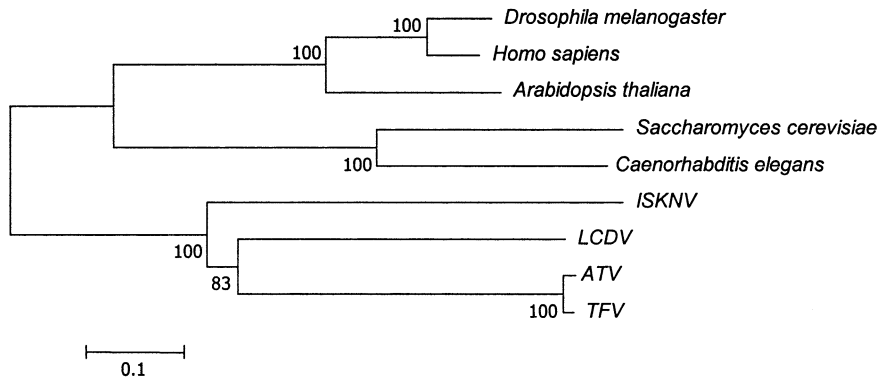 Drosophila melanogaster
100
Homo sapiens
100
Arabidopsis thaliana
Saccharomyces cerevisiae
100
Caenorhabditis elegans
ISKNV
100
LCDV
83
ATV
100
TFV
0.1